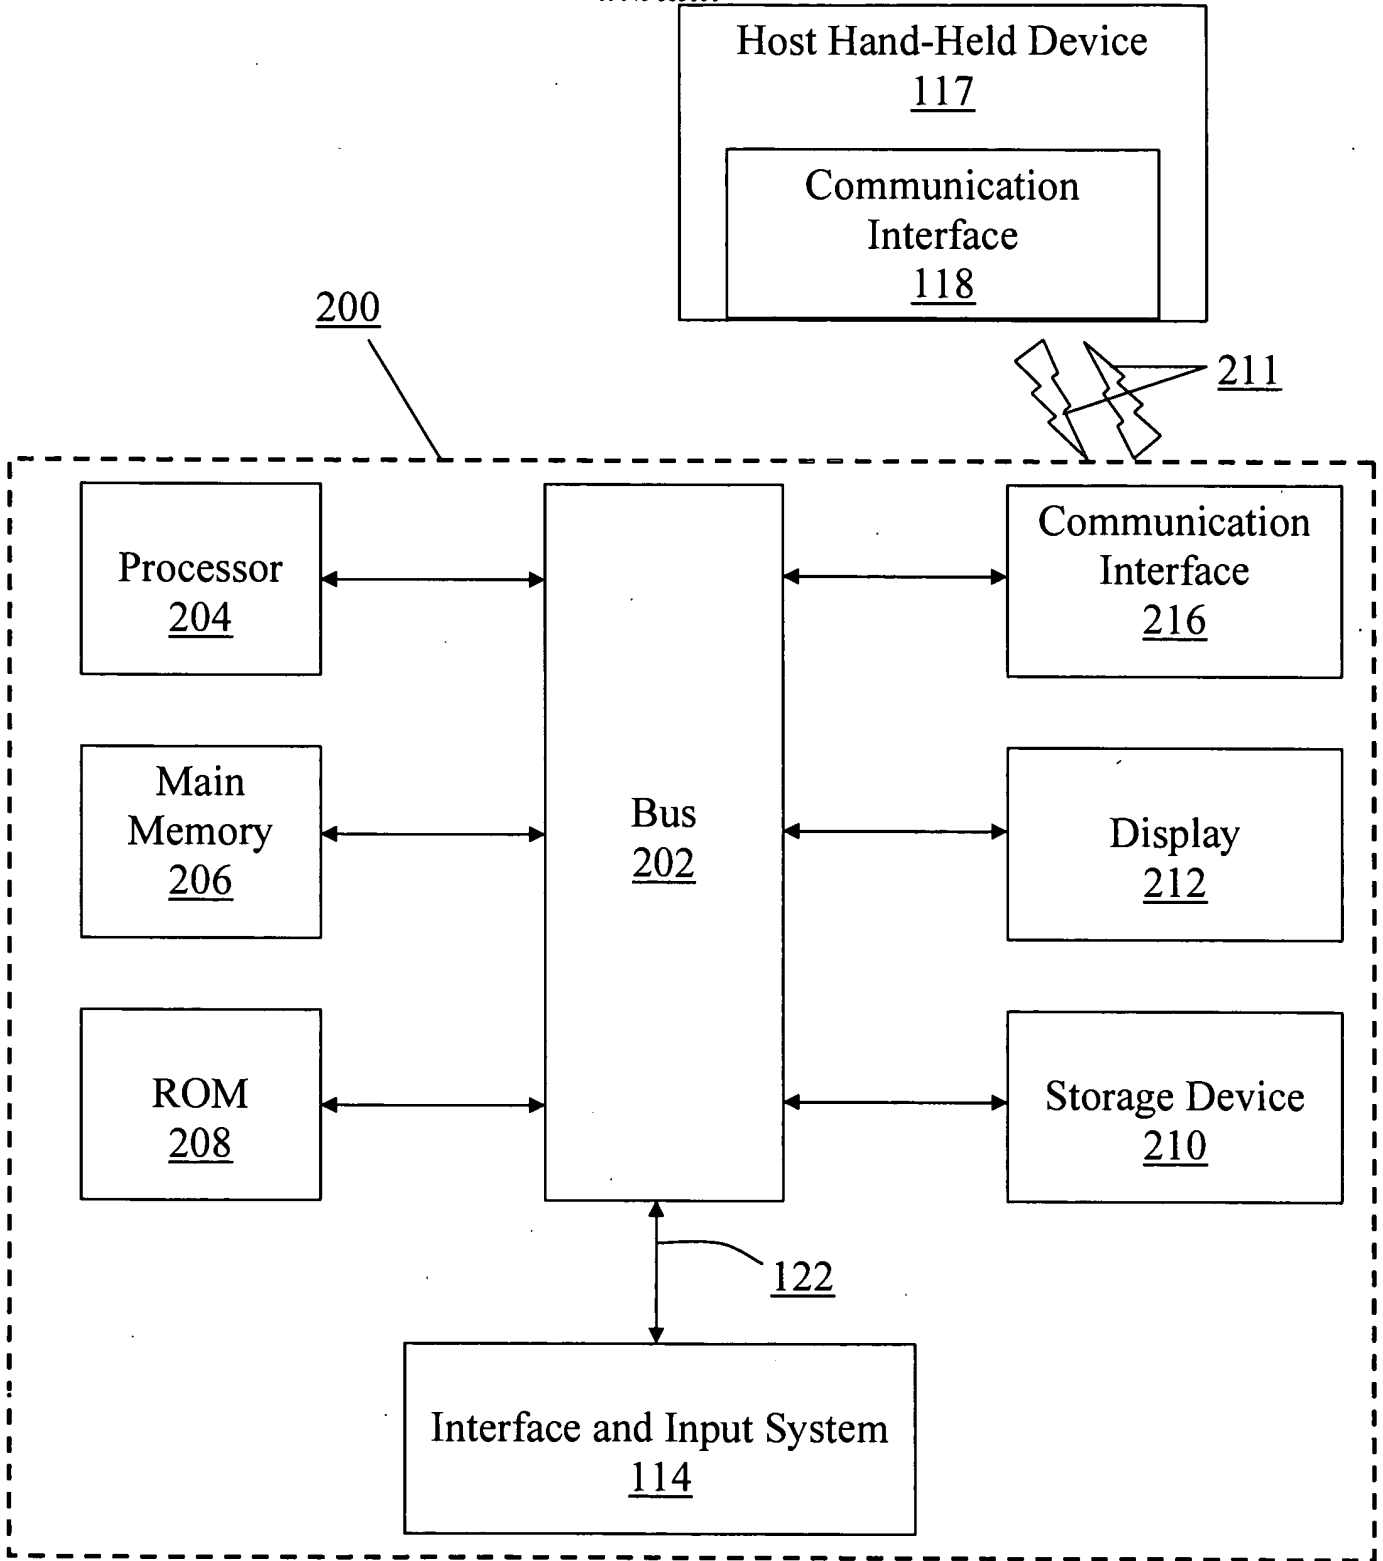 Host Hand-Held Device
117
Communication
Interface
118
200
211
Processor
204
Communication
Interface
216
Main
Memory
206
Bus
202
Display
212
ROM
208
Storage Device
210
122
Interface and Input System
114